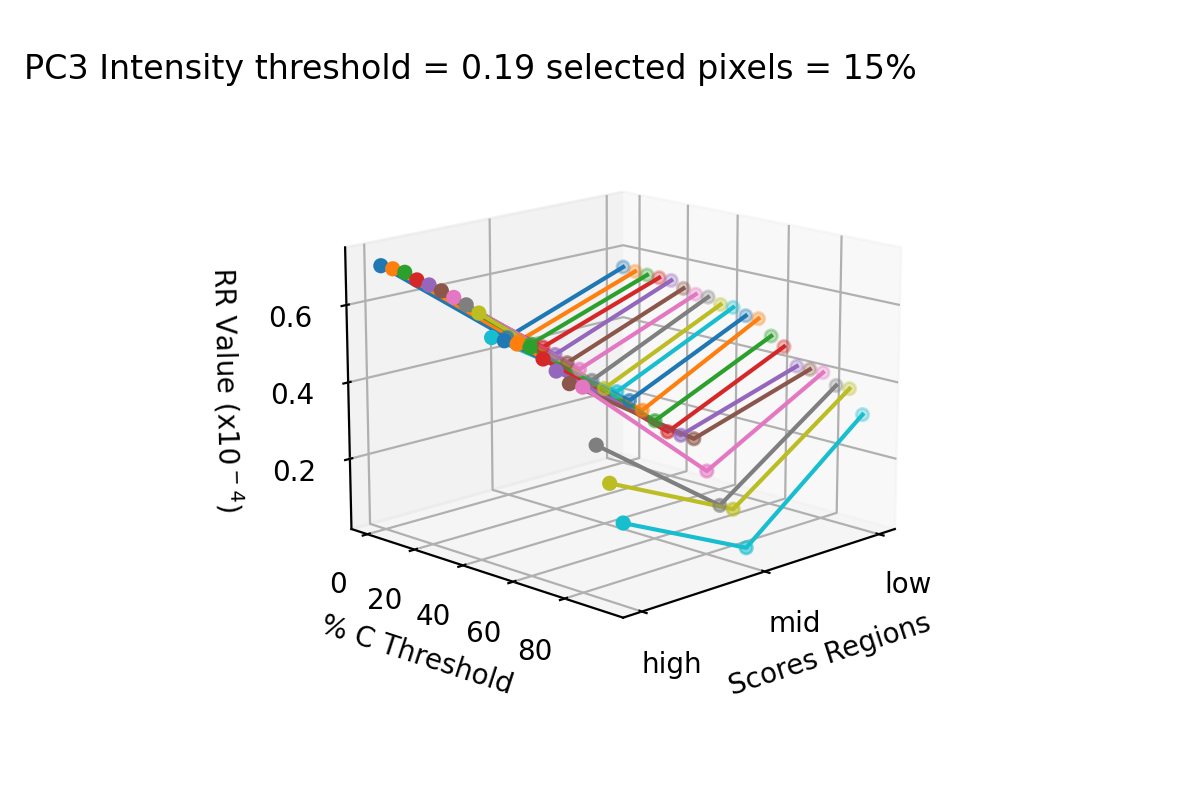 PC3 Intensity threshold = 0.19 selected pixels = 15%
RR Value (x10⁻⁴)
0.6
0.4
0.2
0
20
40
60
80
% C Threshold
high
mid
low
Scores Regions